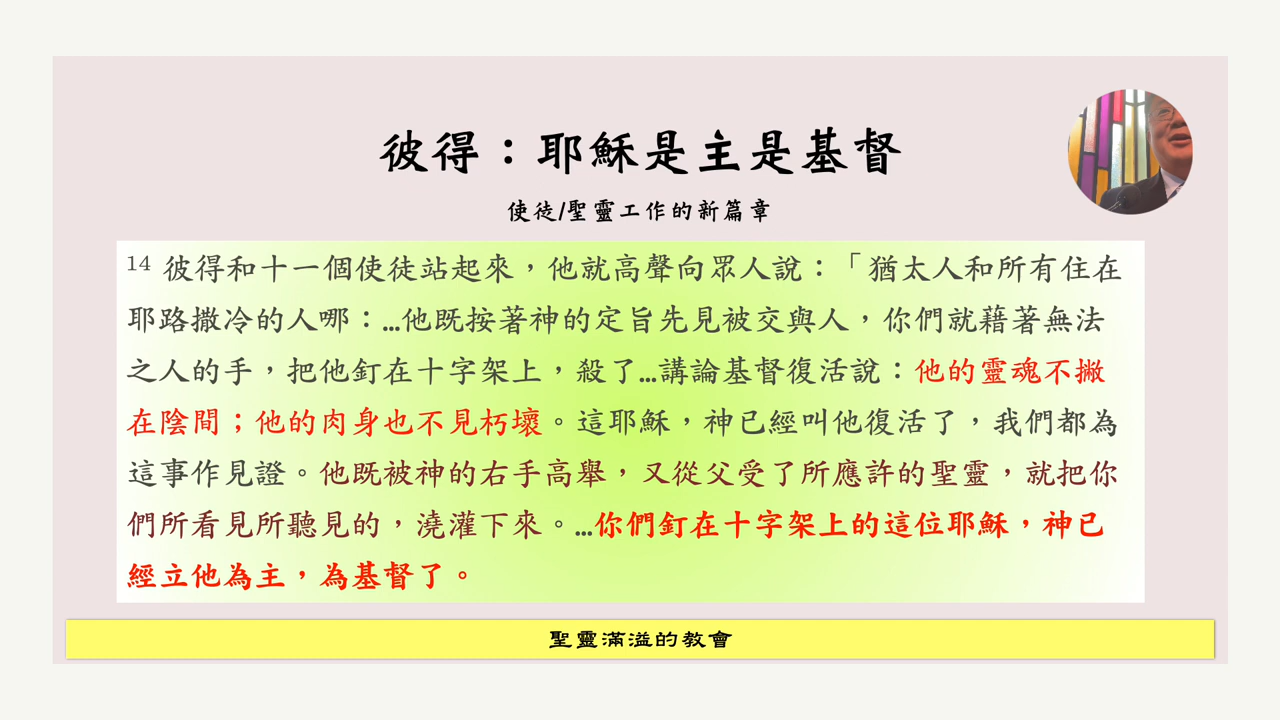 彼得：耶穌是主是基督
使徒/聖靈工作的新篇章
14 彼得和十一個使徒站起來，他就高聲向眾人說：「猶太人和所有住在
耶路撒冷的人哪：...他既按著神的定旨先見被交與人，你們就藉著無法
之人的手，把他釘在十字架上，殺了...講論基督復活說：他的靈魂不撇
在陰間；他的肉身也不見朽壞。這耶穌，神已經叫他復活了，我們都為
這事作見證。他既被神的右手高舉，又從父受了所應許的聖靈，就把你
們所看見所聽見的，澆灌下來。...你們釘在十字架上的這位耶穌，神已
經立他為主，為基督了。
聖靈滿溢的教會